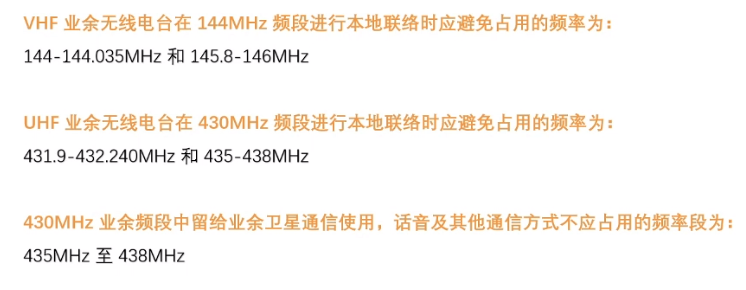 VHF 业余无线电台在 144MHz 频段进行本地联络时应避免占用的频率为：
144-144.035MHz 和 145.8-146MHz
UHF 业余无线电台在 430MHz 频段进行本地联络时应避免占用的频率为：
431.9-432.240MHz 和 435-438MHz
430MHz 业余频段中留给业余卫星通信使用，话音及其他通信方式不应占用的频率段为：
435MHz 至 438MHz